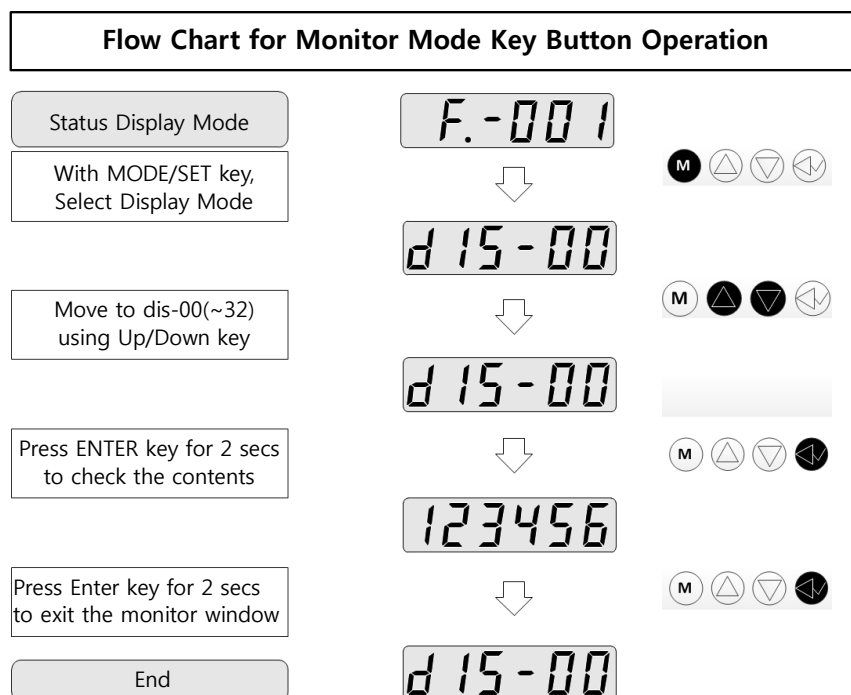 Flow Chart for Monitor Mode Key Button Operation
Status Display Mode
F.-001
With MODE/SET key,
Select Display Mode
M
dIS-00
Move to dis-00(~32)
using Up/Down key
M
dIS-00
Press ENTER key for 2 secs
to check the contents
M
123456
Press Enter key for 2 secs
to exit the monitor window
M
End
dIS-00